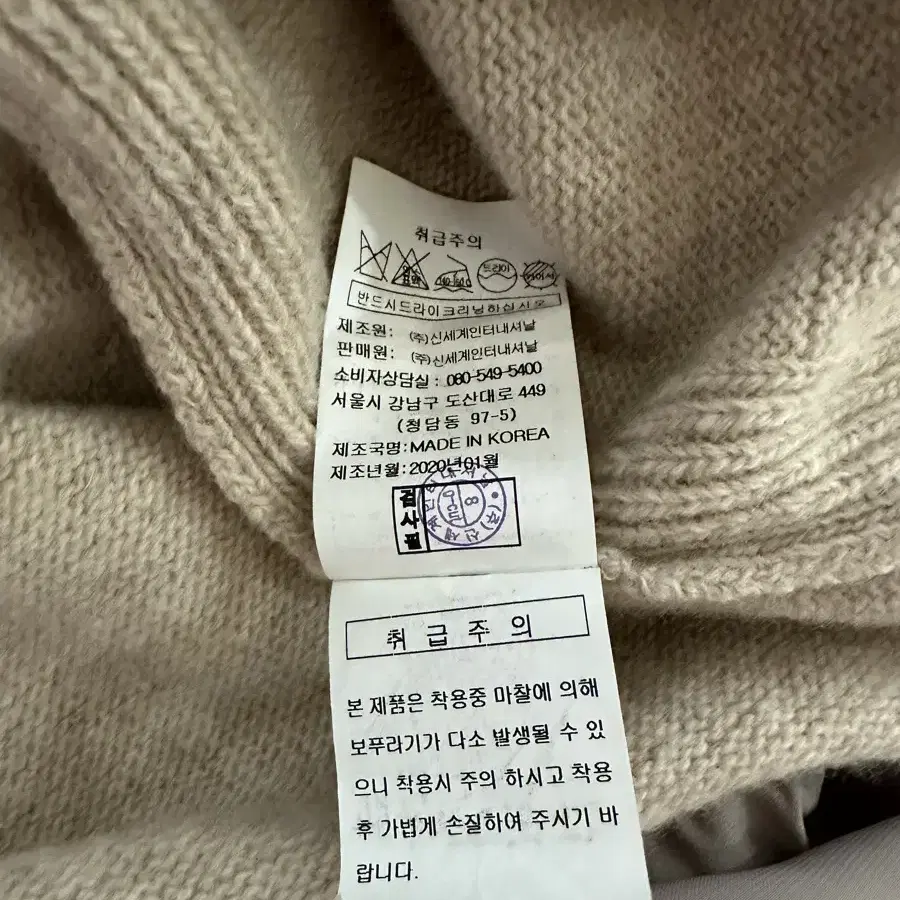 취급주의
드라이
140~160℃
반드시드라이크리닝하십시오
제조원: (주)신세계인터내셔날
판매원: (주)신세계인터내셔날
소비자상담실 : 080-549-5400
서울시 강남구 도산대로 449
(청담동 97-5)
제조국명:MADE IN KOREA
제조년월:2020년01월
검사필
취 급 주 의
본 제품은 착용중 마찰에 의해
보푸라기가 다소 발생될 수 있
으니 착용시 주의 하시고 착용
후 가볍게 손질하여 주시기 바
랍니다.